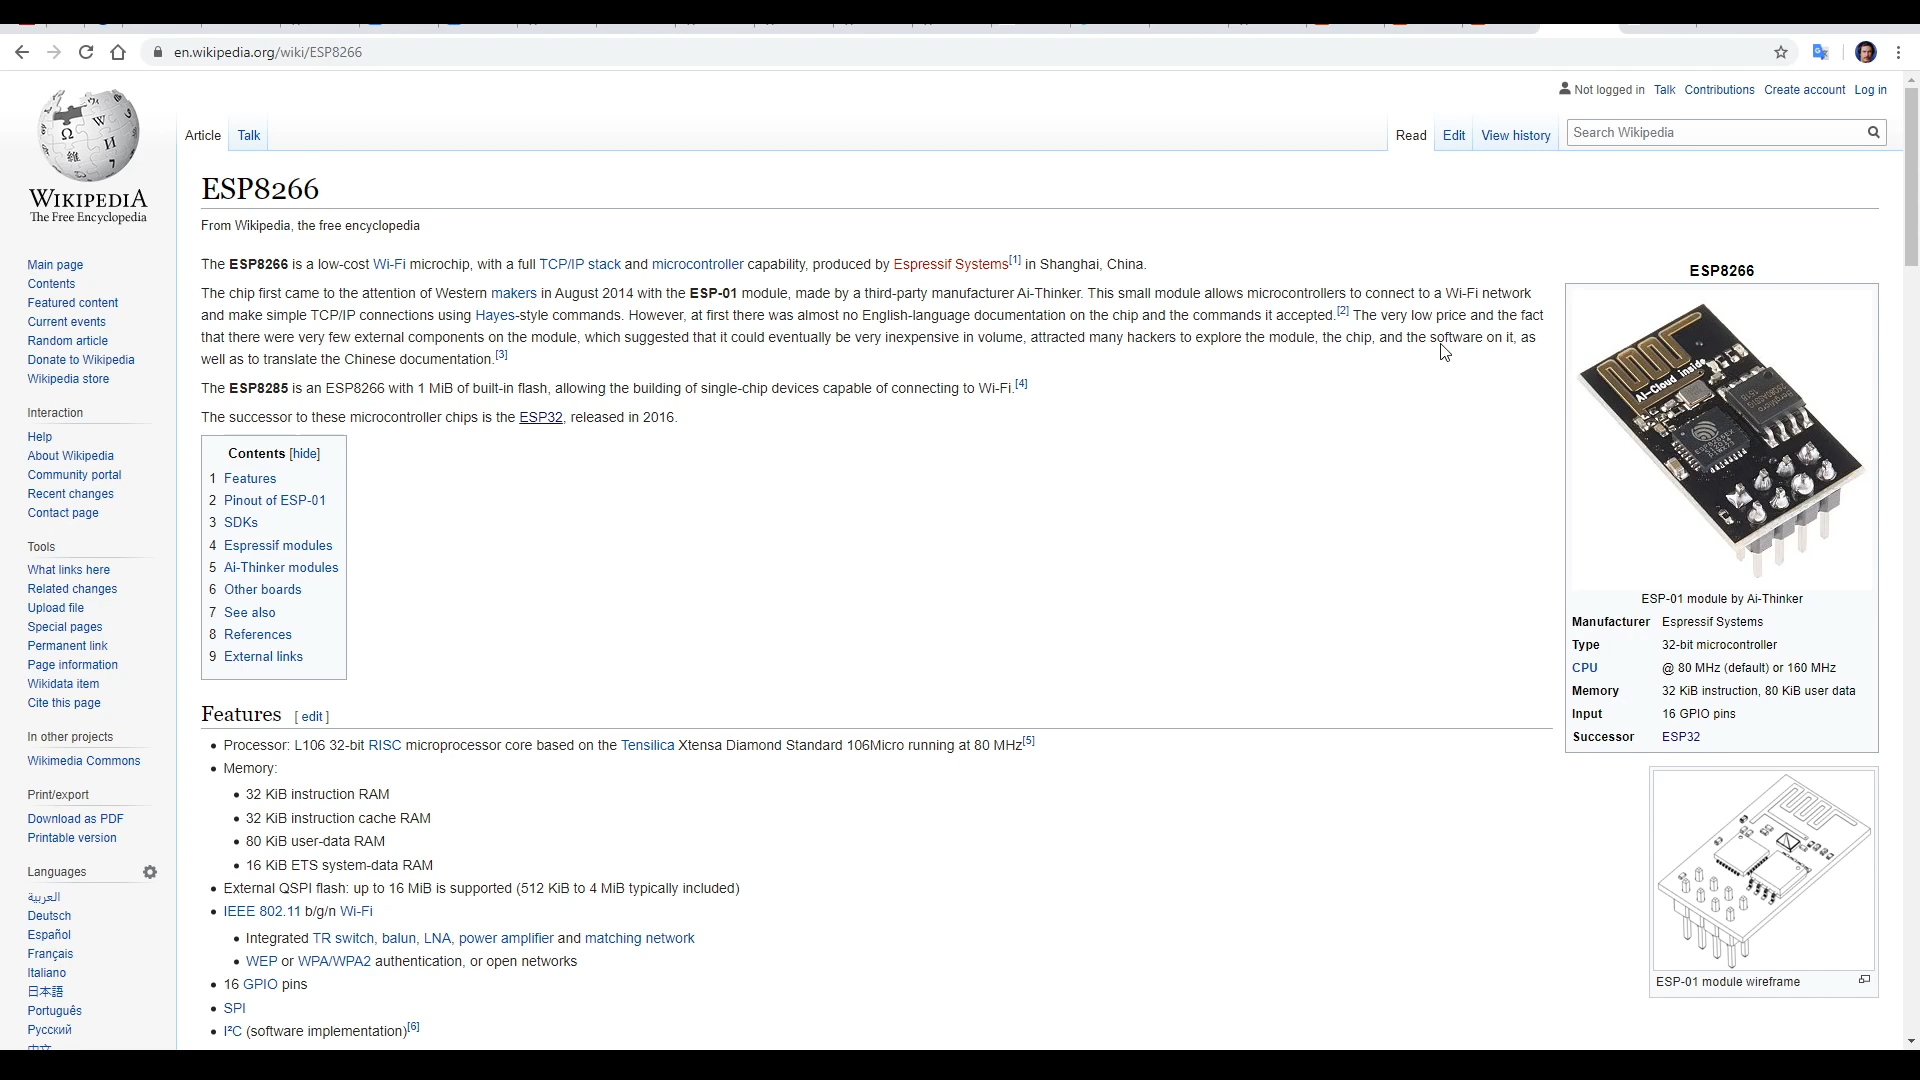 en.wikipedia.org/wiki/ESP8266
Not logged in Talk Contributions Create account Log in
Article Talk
Read Edit View history Search Wikipedia
WIKIPEDIA
The Free Encyclopedia
Main page
Contents
Featured content
Current events
Random article
Donate to Wikipedia
Wikipedia store
Interaction
Help
About Wikipedia
Community portal
Recent changes
Contact page
Tools
What links here
Related changes
Upload file
Special pages
Permanent link
Page information
Wikidata item
Cite this page
In other projects
Wikimedia Commons
Print/export
Download as PDF
Printable version
Languages
العربية
Deutsch
Español
Français
Italiano
日本語
Português
Русский
中文
ESP8266
From Wikipedia, the free encyclopedia
The ESP8266 is a low-cost Wi-Fi microchip, with a full TCP/IP stack and microcontroller capability, produced by Espressif Systems[1] in Shanghai, China.
The chip first came to the attention of Western makers in August 2014 with the ESP-01 module, made by a third-party manufacturer Ai-Thinker. This small module allows microcontrollers to connect to a Wi-Fi network
and make simple TCP/IP connections using Hayes-style commands. However, at first there was almost no English-language documentation on the chip and the commands it accepted.[2] The very low price and the fact
that there were very few external components on the module, which suggested that it could eventually be very inexpensive in volume, attracted many hackers to explore the module, the chip, and the software on it, as
well as to translate the Chinese documentation.[3]
The ESP8285 is an ESP8266 with 1 MiB of built-in flash, allowing the building of single-chip devices capable of connecting to Wi-Fi.[4]
The successor to these microcontroller chips is the ESP32, released in 2016.
Contents [hide]
1 Features
2 Pinout of ESP-01
3 SDKs
4 Espressif modules
5 Ai-Thinker modules
6 Other boards
7 See also
8 References
9 External links
Features [ edit ]
• Processor: L106 32-bit RISC microprocessor core based on the Tensilica Xtensa Diamond Standard 106Micro running at 80 MHz[5]
• Memory:
• 32 KiB instruction RAM
• 32 KiB instruction cache RAM
• 80 KiB user-data RAM
• 16 KiB ETS system-data RAM
• External QSPI flash: up to 16 MiB is supported (512 KiB to 4 MiB typically included)
• IEEE 802.11 b/g/n Wi-Fi
• Integrated TR switch, balun, LNA, power amplifier and matching network
• WEP or WPA/WPA2 authentication, or open networks
• 16 GPIO pins
• SPI
• I²C (software implementation)[6]
ESP8266
AI-Cloud inside
ESP8266EX
ESP-01 module by Ai-Thinker
Manufacturer Espressif Systems
Type 32-bit microcontroller
CPU @ 80 MHz (default) or 160 MHz
Memory 32 KiB instruction, 80 KiB user data
Input 16 GPIO pins
Successor ESP32
ESP-01 module wireframe